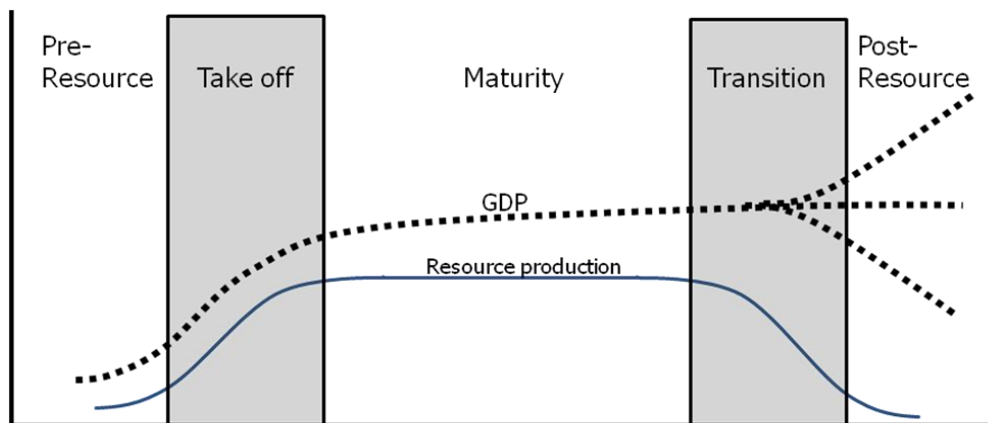 Pre-
Resource
Take off
Maturity
Transition
Post-
Resource
GDP
Resource production